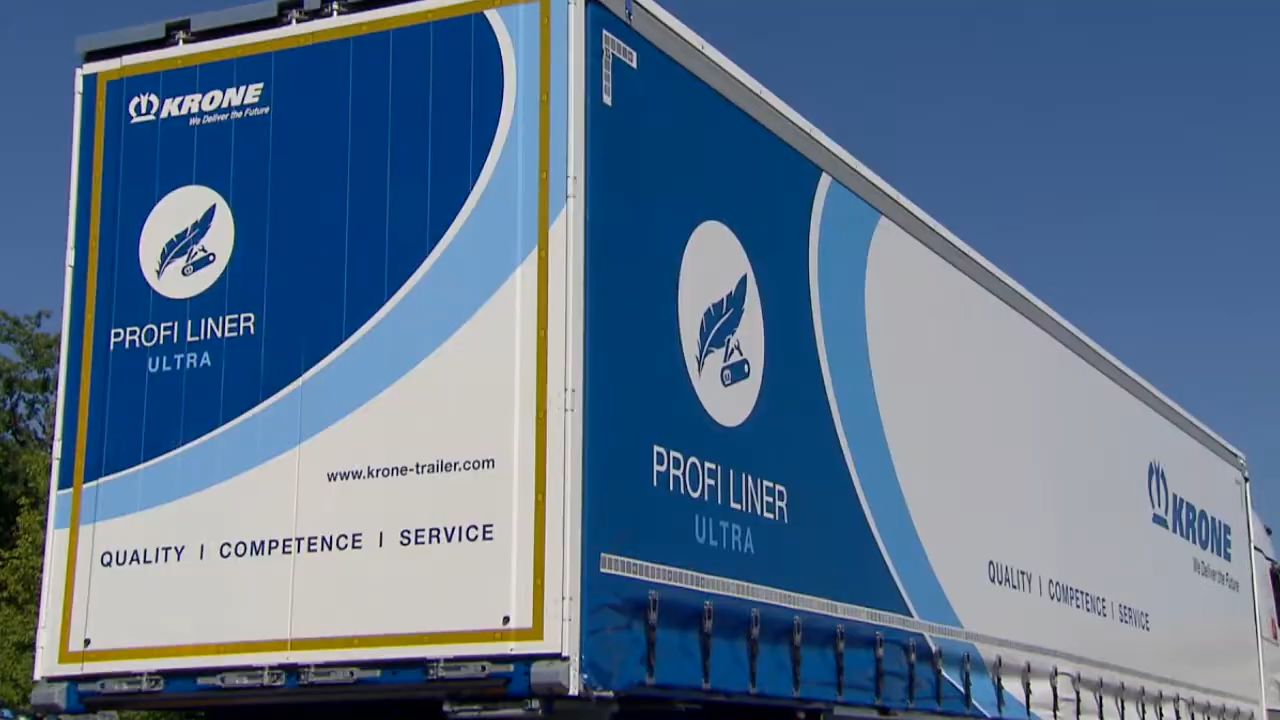 KRONE
We Deliver the Future
PROFI LINER
ULTRA
www.krone-trailer.com
QUALITY | COMPETENCE | SERVICE
PROFI LINER
ULTRA
KRONE
We Deliver the Future
QUALITY | COMPETENCE | SERVICE